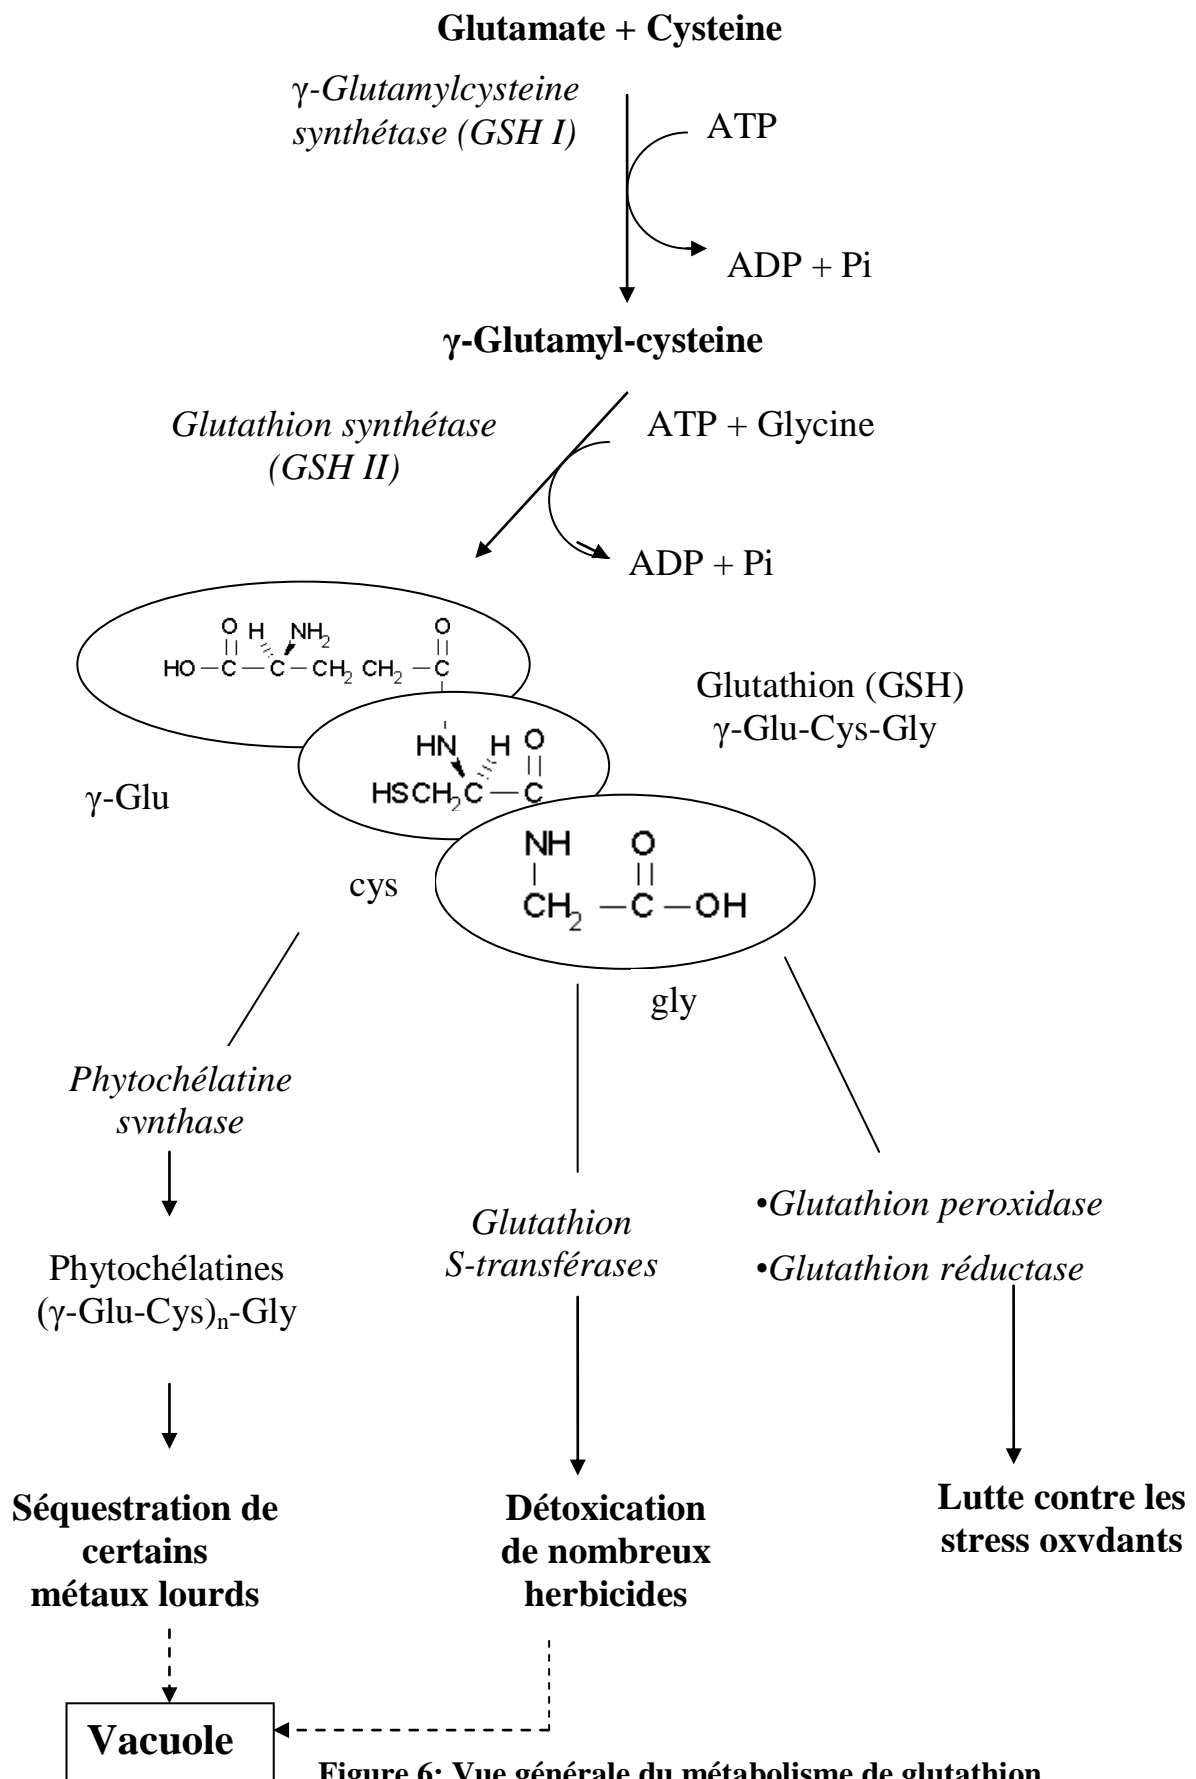 Glutamate + Cysteine
γ-Glutamylcysteine
synthétase (GSH I)
ATP
ADP + Pi
γ-Glutamyl-cysteine
Glutathion synthétase
(GSH II)
ATP + Glycine
ADP + Pi
O H NH2 O
HO–C–C–CH2 CH2–C
Glutathion (GSH)
γ-Glu-Cys-Gly
HN H O
HSCH2C–C
γ-Glu
NH O
CH2–C–OH
cys
gly
Phytochélatine
synthase
Glutathion
S-transférases
•Glutathion peroxidase
•Glutathion réductase
Phytochélatines
(γ-Glu-Cys)n-Gly
Séquestration de
certains
métaux lourds
Détoxication
de nombreux
herbicides
Lutte contre les
stress oxydants
Vacuole
Figure 6: Vue générale du métabolisme de glutathion